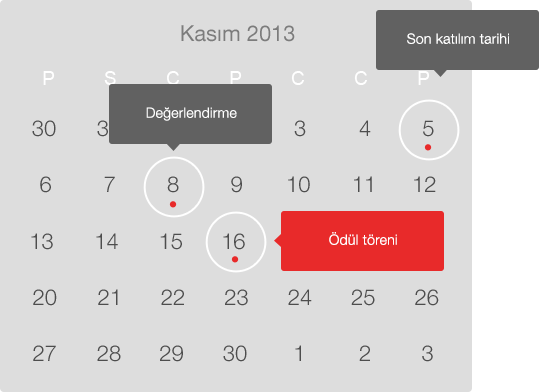 Kasım 2013
Son katılım tarihi
P S C P C C P
Değerlendirme
30 3 3 4 5
6 7 8 9 10 11 12
13 14 15 16 Ödül töreni
20 21 22 23 24 25 26
27 28 29 30 1 2 3